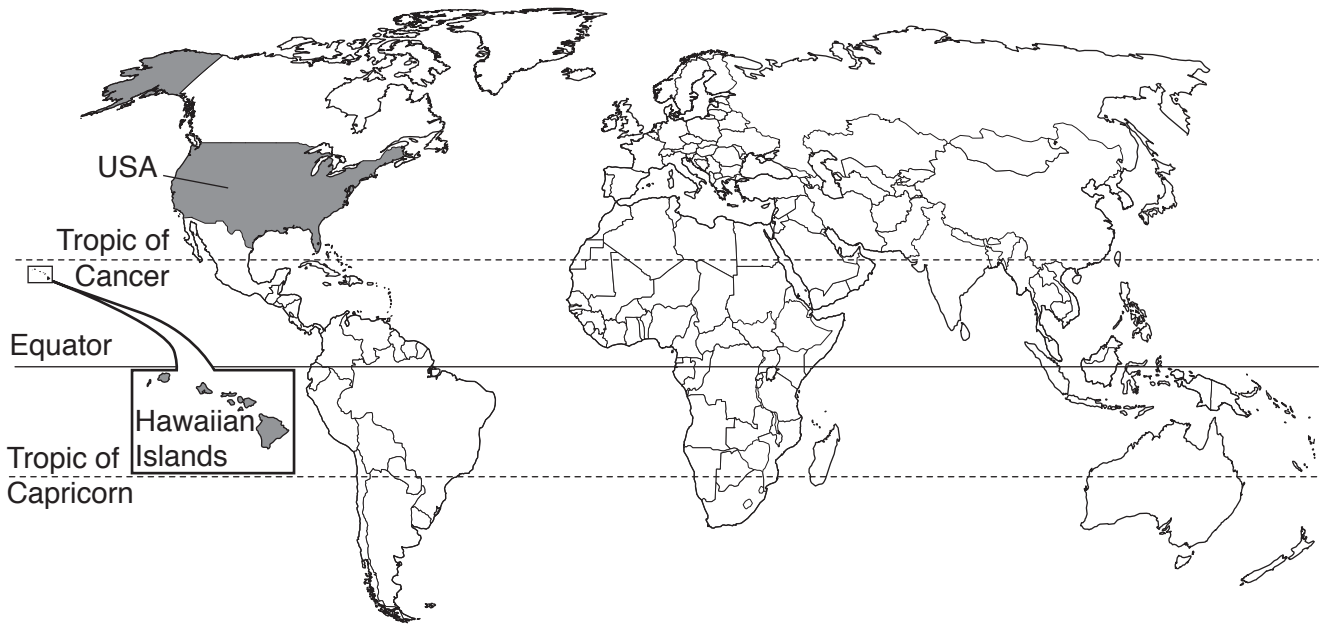 USA
Tropic of
Cancer
Equator
Hawaiian
Islands
Tropic of
Capricorn